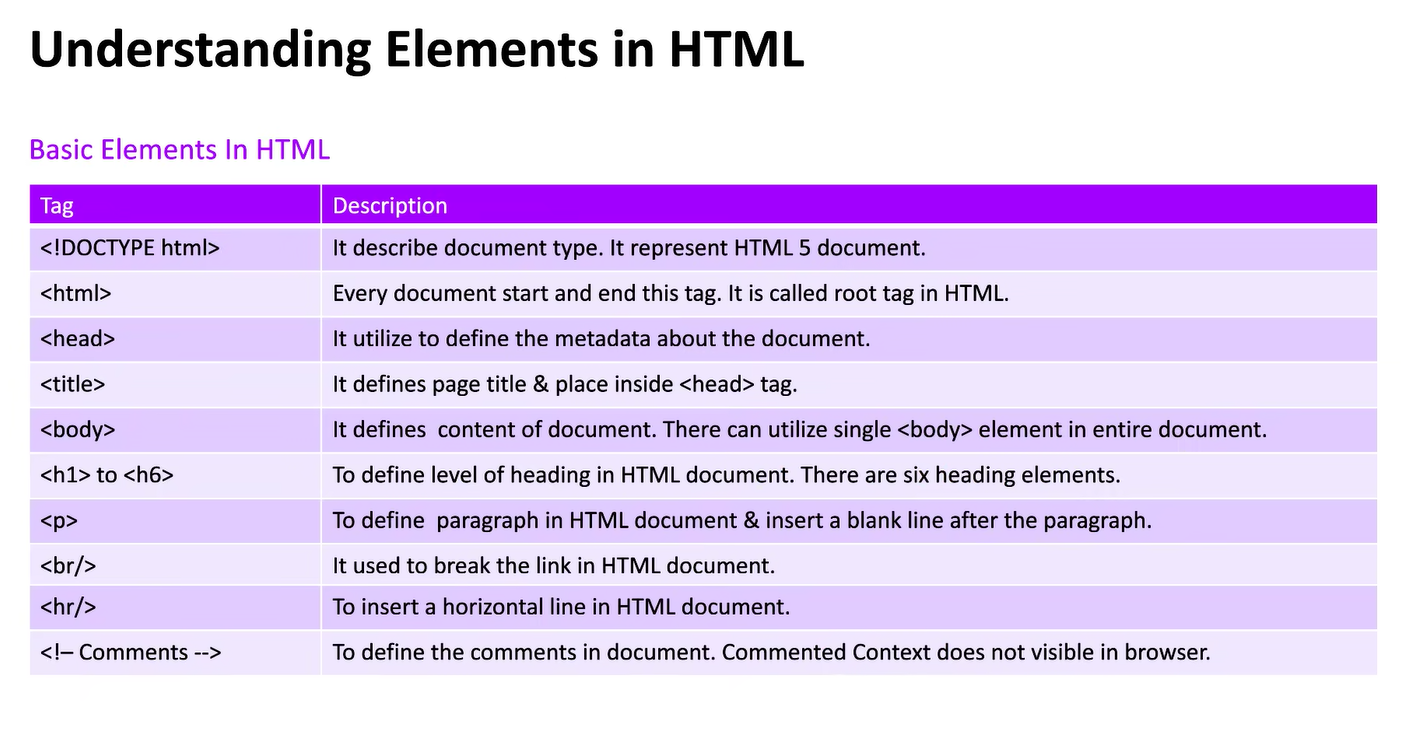 Understanding Elements in HTML
Basic Elements In HTML
Tag Description
<!DOCTYPE html> It describe document type. It represent HTML 5 document.
<html> Every document start and end this tag. It is called root tag in HTML.
<head> It utilize to define the metadata about the document.
<title> It defines page title & place inside <head> tag.
<body> It defines  content of document. There can utilize single <body> element in entire document.
<h1> to <h6> To define level of heading in HTML document. There are six heading elements.
<p> To define  paragraph in HTML document & insert a blank line after the paragraph.
<br/> It used to break the link in HTML document.
<hr/> To insert a horizontal line in HTML document.
<!– Comments --> To define the comments in document. Commented Context does not visible in browser.